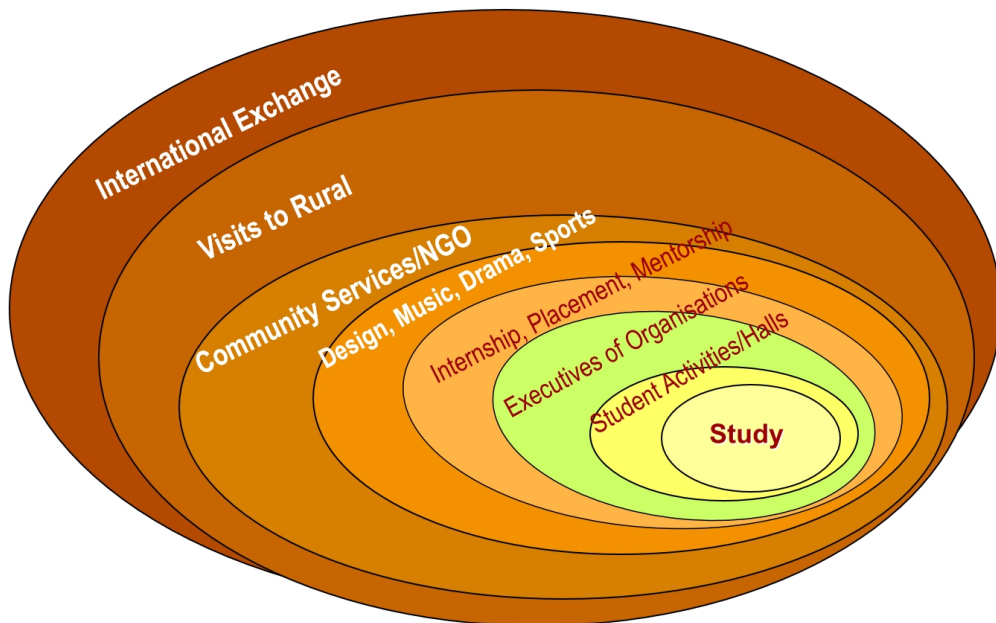 International Exchange
Visits to Rural
Community Services/NGO
Design, Music, Drama, Sports
Internship, Placement, Mentorship
Executives of Organisations
Student Activities/Halls
Study